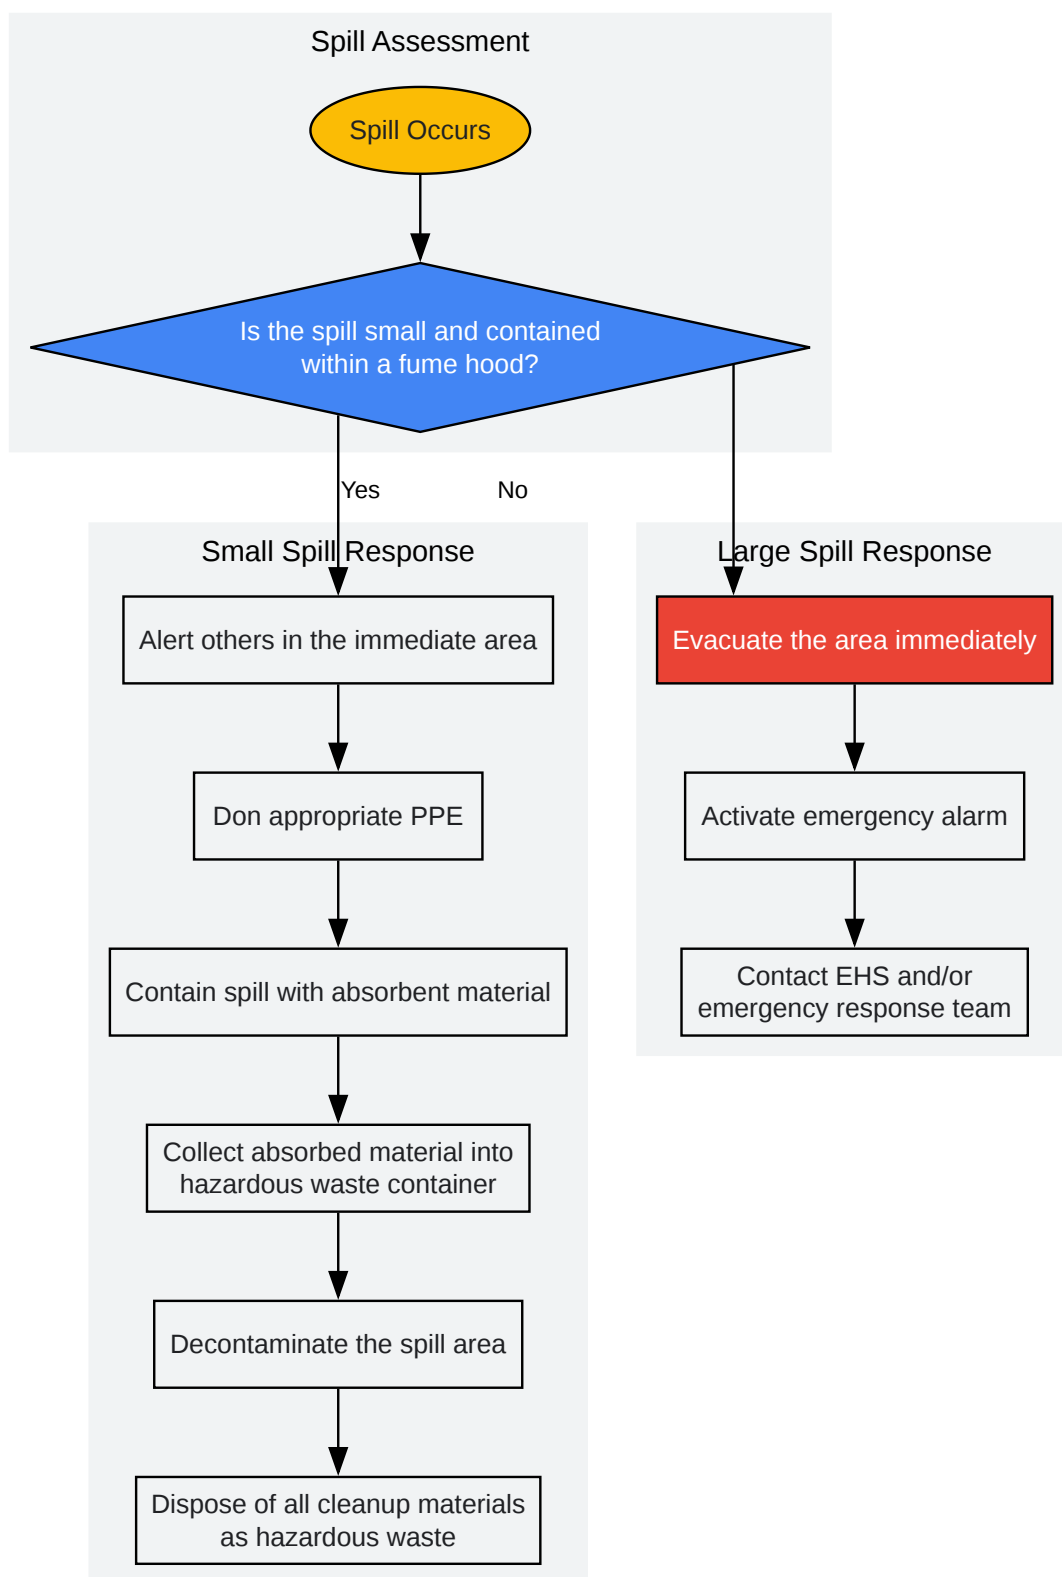 Spill Assessment
Spill Occurs
Is the spill small and contained
within a fume hood?
Yes
No
Small Spill Response
Alert others in the immediate area
Don appropriate PPE
Contain spill with absorbent material
Collect absorbed material into
hazardous waste container
Decontaminate the spill area
Dispose of all cleanup materials
as hazardous waste
Large Spill Response
Evacuate the area immediately
Activate emergency alarm
Contact EHS and/or
emergency response team